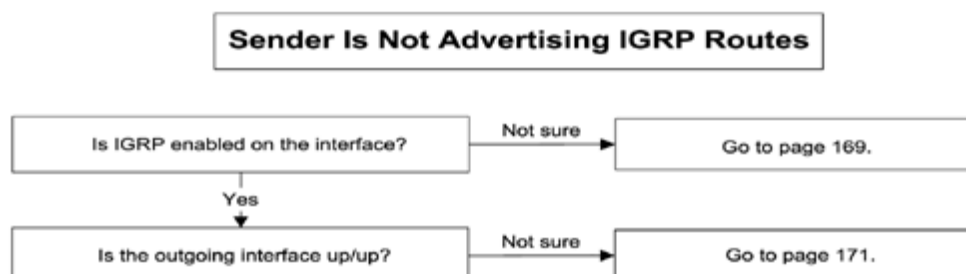 Sender Is Not Advertising IGRP Routes
Is IGRP enabled on the interface?
Not sure
Go to page 169.
Yes
Is the outgoing interface up/up?
Not sure
Go to page 171.